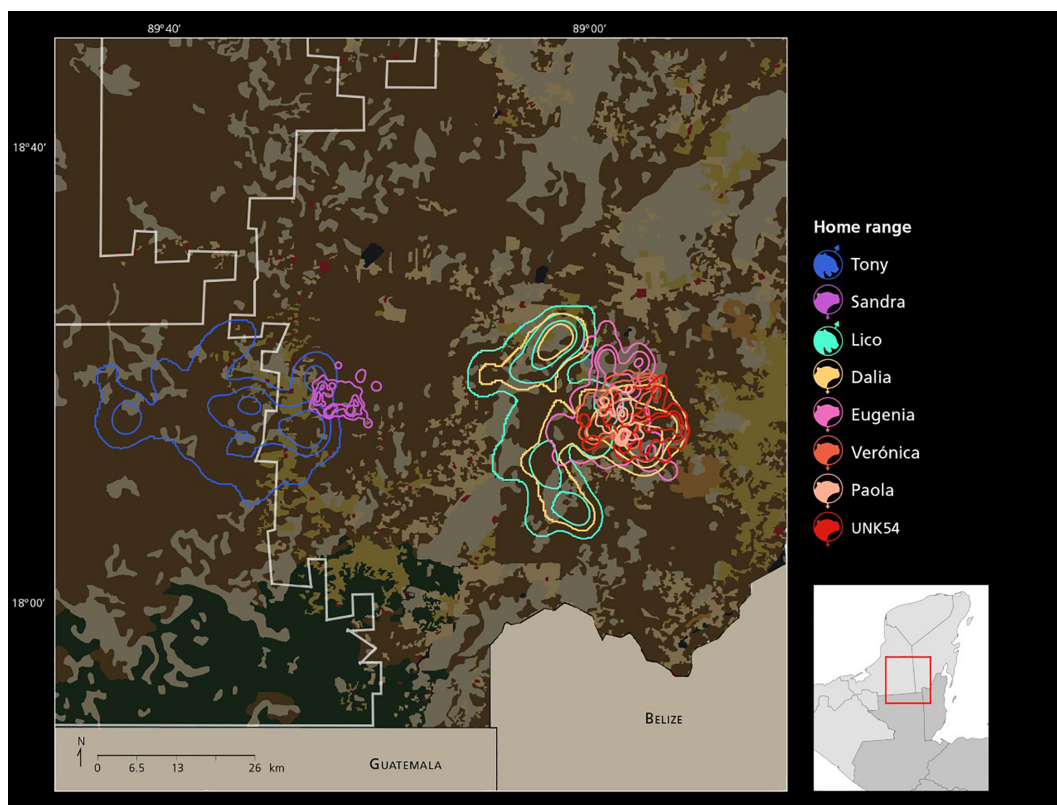 89°40'
89°00'
18°40'
Home range
Tony
Sandra
Lico
Dalia
Eugenia
Verónica
Paola
UNK54
18°00'
BELIZE
N
0 6.5 13 26 km
GUATEMALA